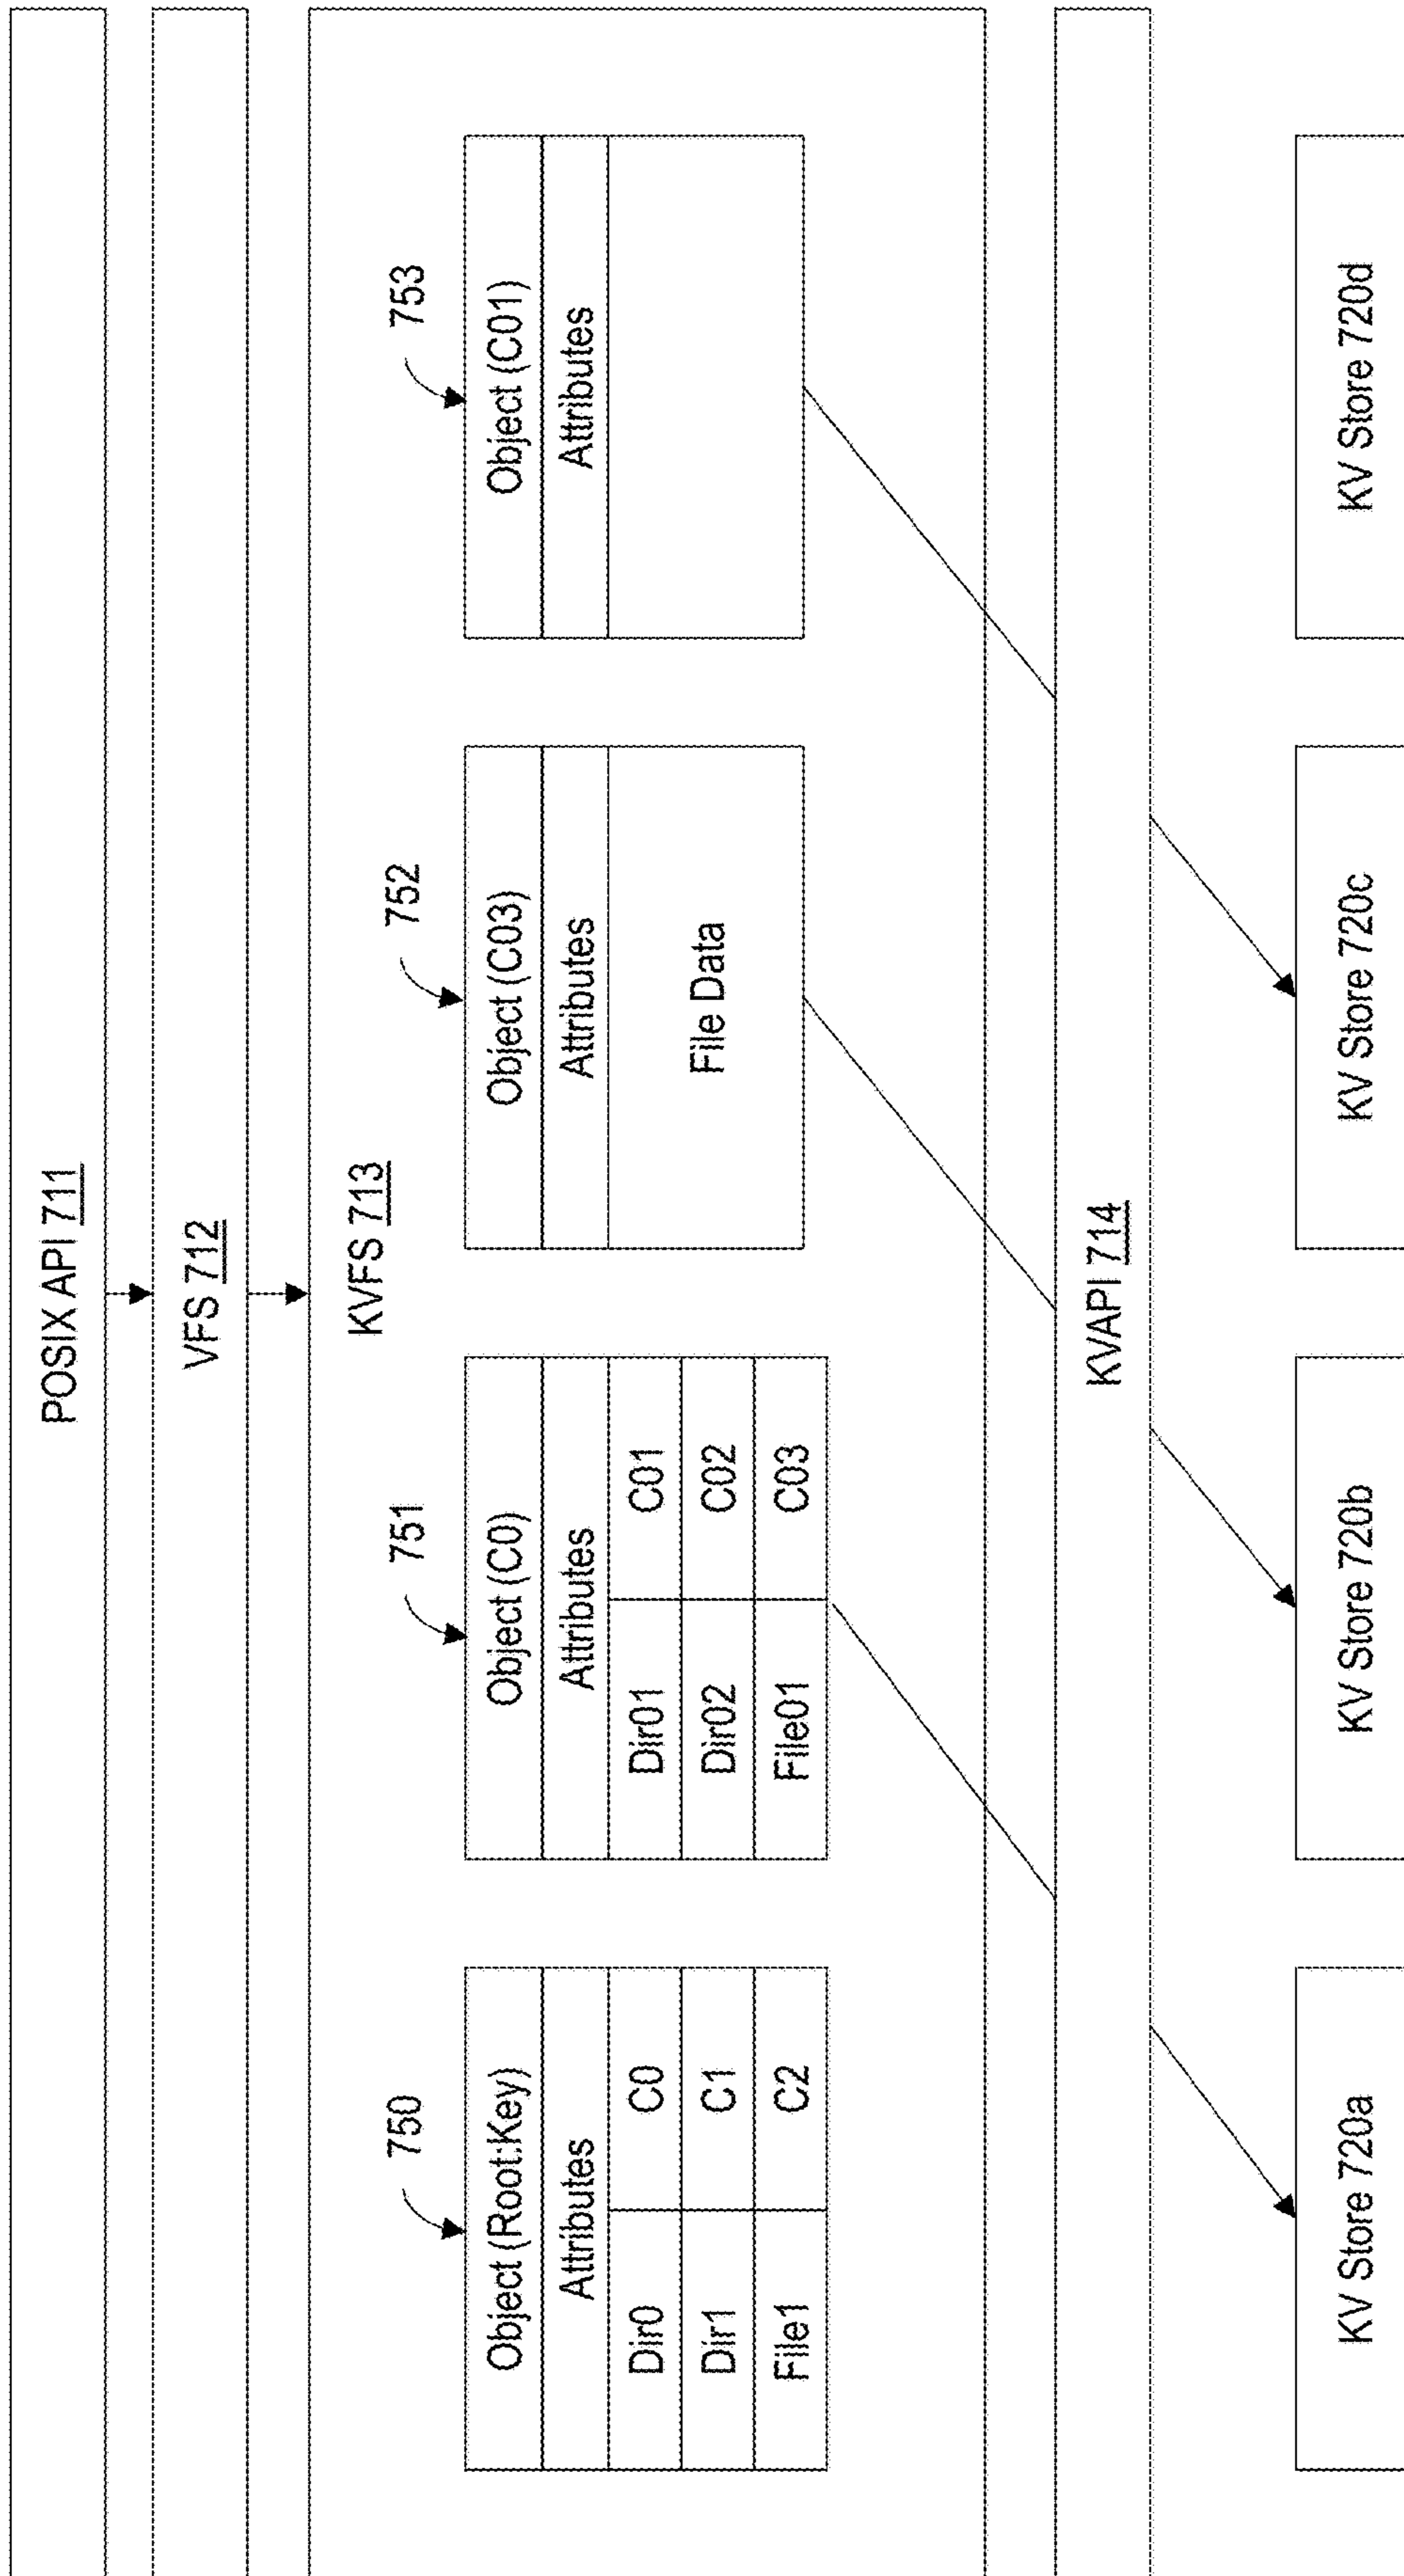 POSIX API 711
VFS 712
KVFS 713
750
Object (Root:Key)
Attributes
Dir0 C0
Dir1 C1
File1 C2
751
Object (C0)
Attributes
Dir01 C01
Dir02 C02
File01 C03
752
Object (C03)
Attributes
File Data
753
Object (C01)
Attributes
KVAPI 714
KV Store 720a
KV Store 720b
KV Store 720c
KV Store 720d